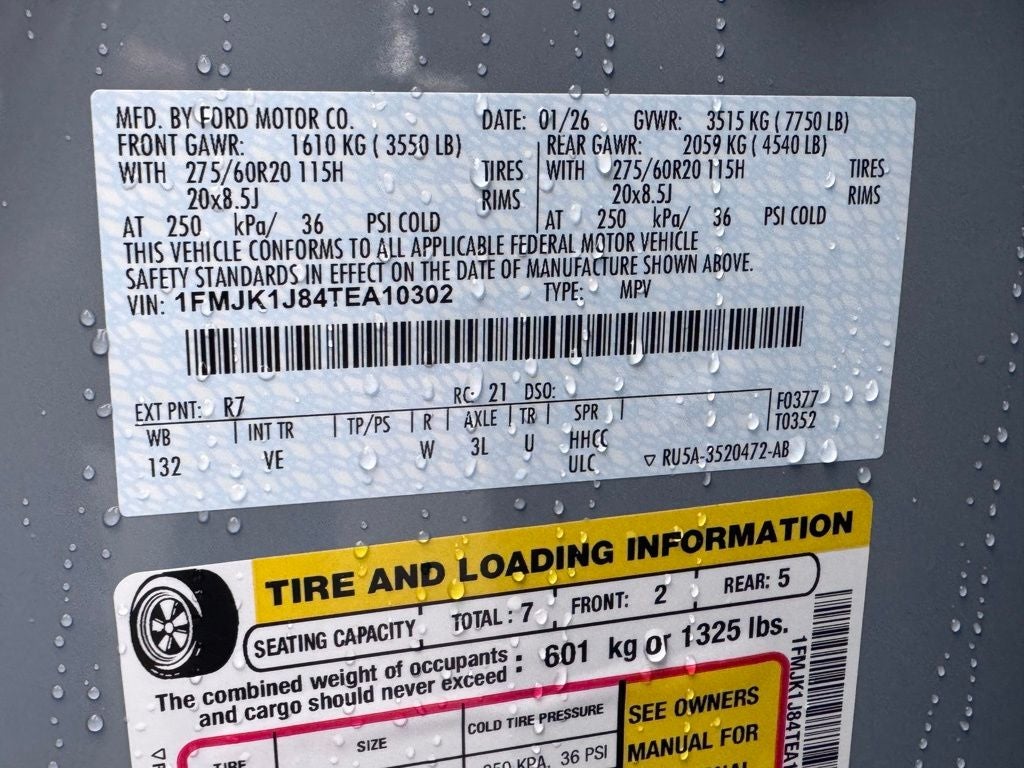 MFD. BY FORD MOTOR CO. DATE: 01/26 GVWR: 3515 KG ( 7750 LB)
FRONT GAWR: 1610 KG ( 3550 LB) REAR GAWR: 2059 KG ( 4540 LB)
WITH 275/60R20 115H TIRES WITH 275/60R20 115H TIRES
20x8.5J RIMS 20x8.5J RIMS
AT 250 kPa/ 36 PSI COLD AT 250 kPa/ 36 PSI COLD
THIS VEHICLE CONFORMS TO ALL APPLICABLE FEDERAL MOTOR VEHICLE
SAFETY STANDARDS IN EFFECT ON THE DATE OF MANUFACTURE SHOWN ABOVE.
VIN: 1FMJK1J84TEA10302 TYPE: MPV
EXT PNT: R7 RC: 21 DSO: F0377
WB INT TR TP/PS R AXLE TR SPR T0352
132 VE W 3L U HHCC
ULC ▽ RU5A-3520472-AB
TIRE AND LOADING INFORMATION
SEATING CAPACITY TOTAL : 7 FRONT: 2 REAR: 5
The combined weight of occupants
and cargo should never exceed : 601 kg or 1325 lbs.
TIRE SIZE COLD TIRE PRESSURE SEE OWNERS
MANUAL FOR
250 KPA, 36 PSI
1FMJK1J84TEA1